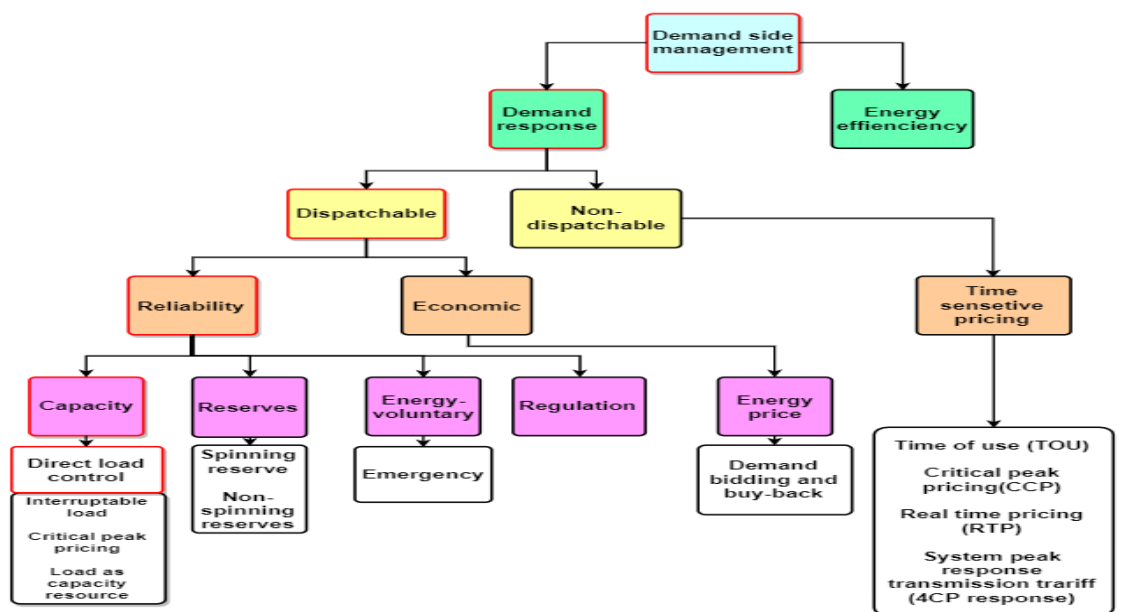 Demand side
management
Demand
response
Energy
effienciency
Dispatchable
Non-
dispatchable
Reliability
Economic
Time
sensetive
pricing
Capacity
Reserves
Energy-
voluntary
Regulation
Energy
price
Direct load
control
Interruptable
load
Critical peak
pricing
Load as
capacity
resource
Spinning
reserve
Non-
spinning
reserves
Emergency
Demand
bidding and
buy-back
Time of use (TOU)
Critical peak
pricing(CCP)
Real time pricing
(RTP)
System peak
response
transmission trariff
(4CP response)